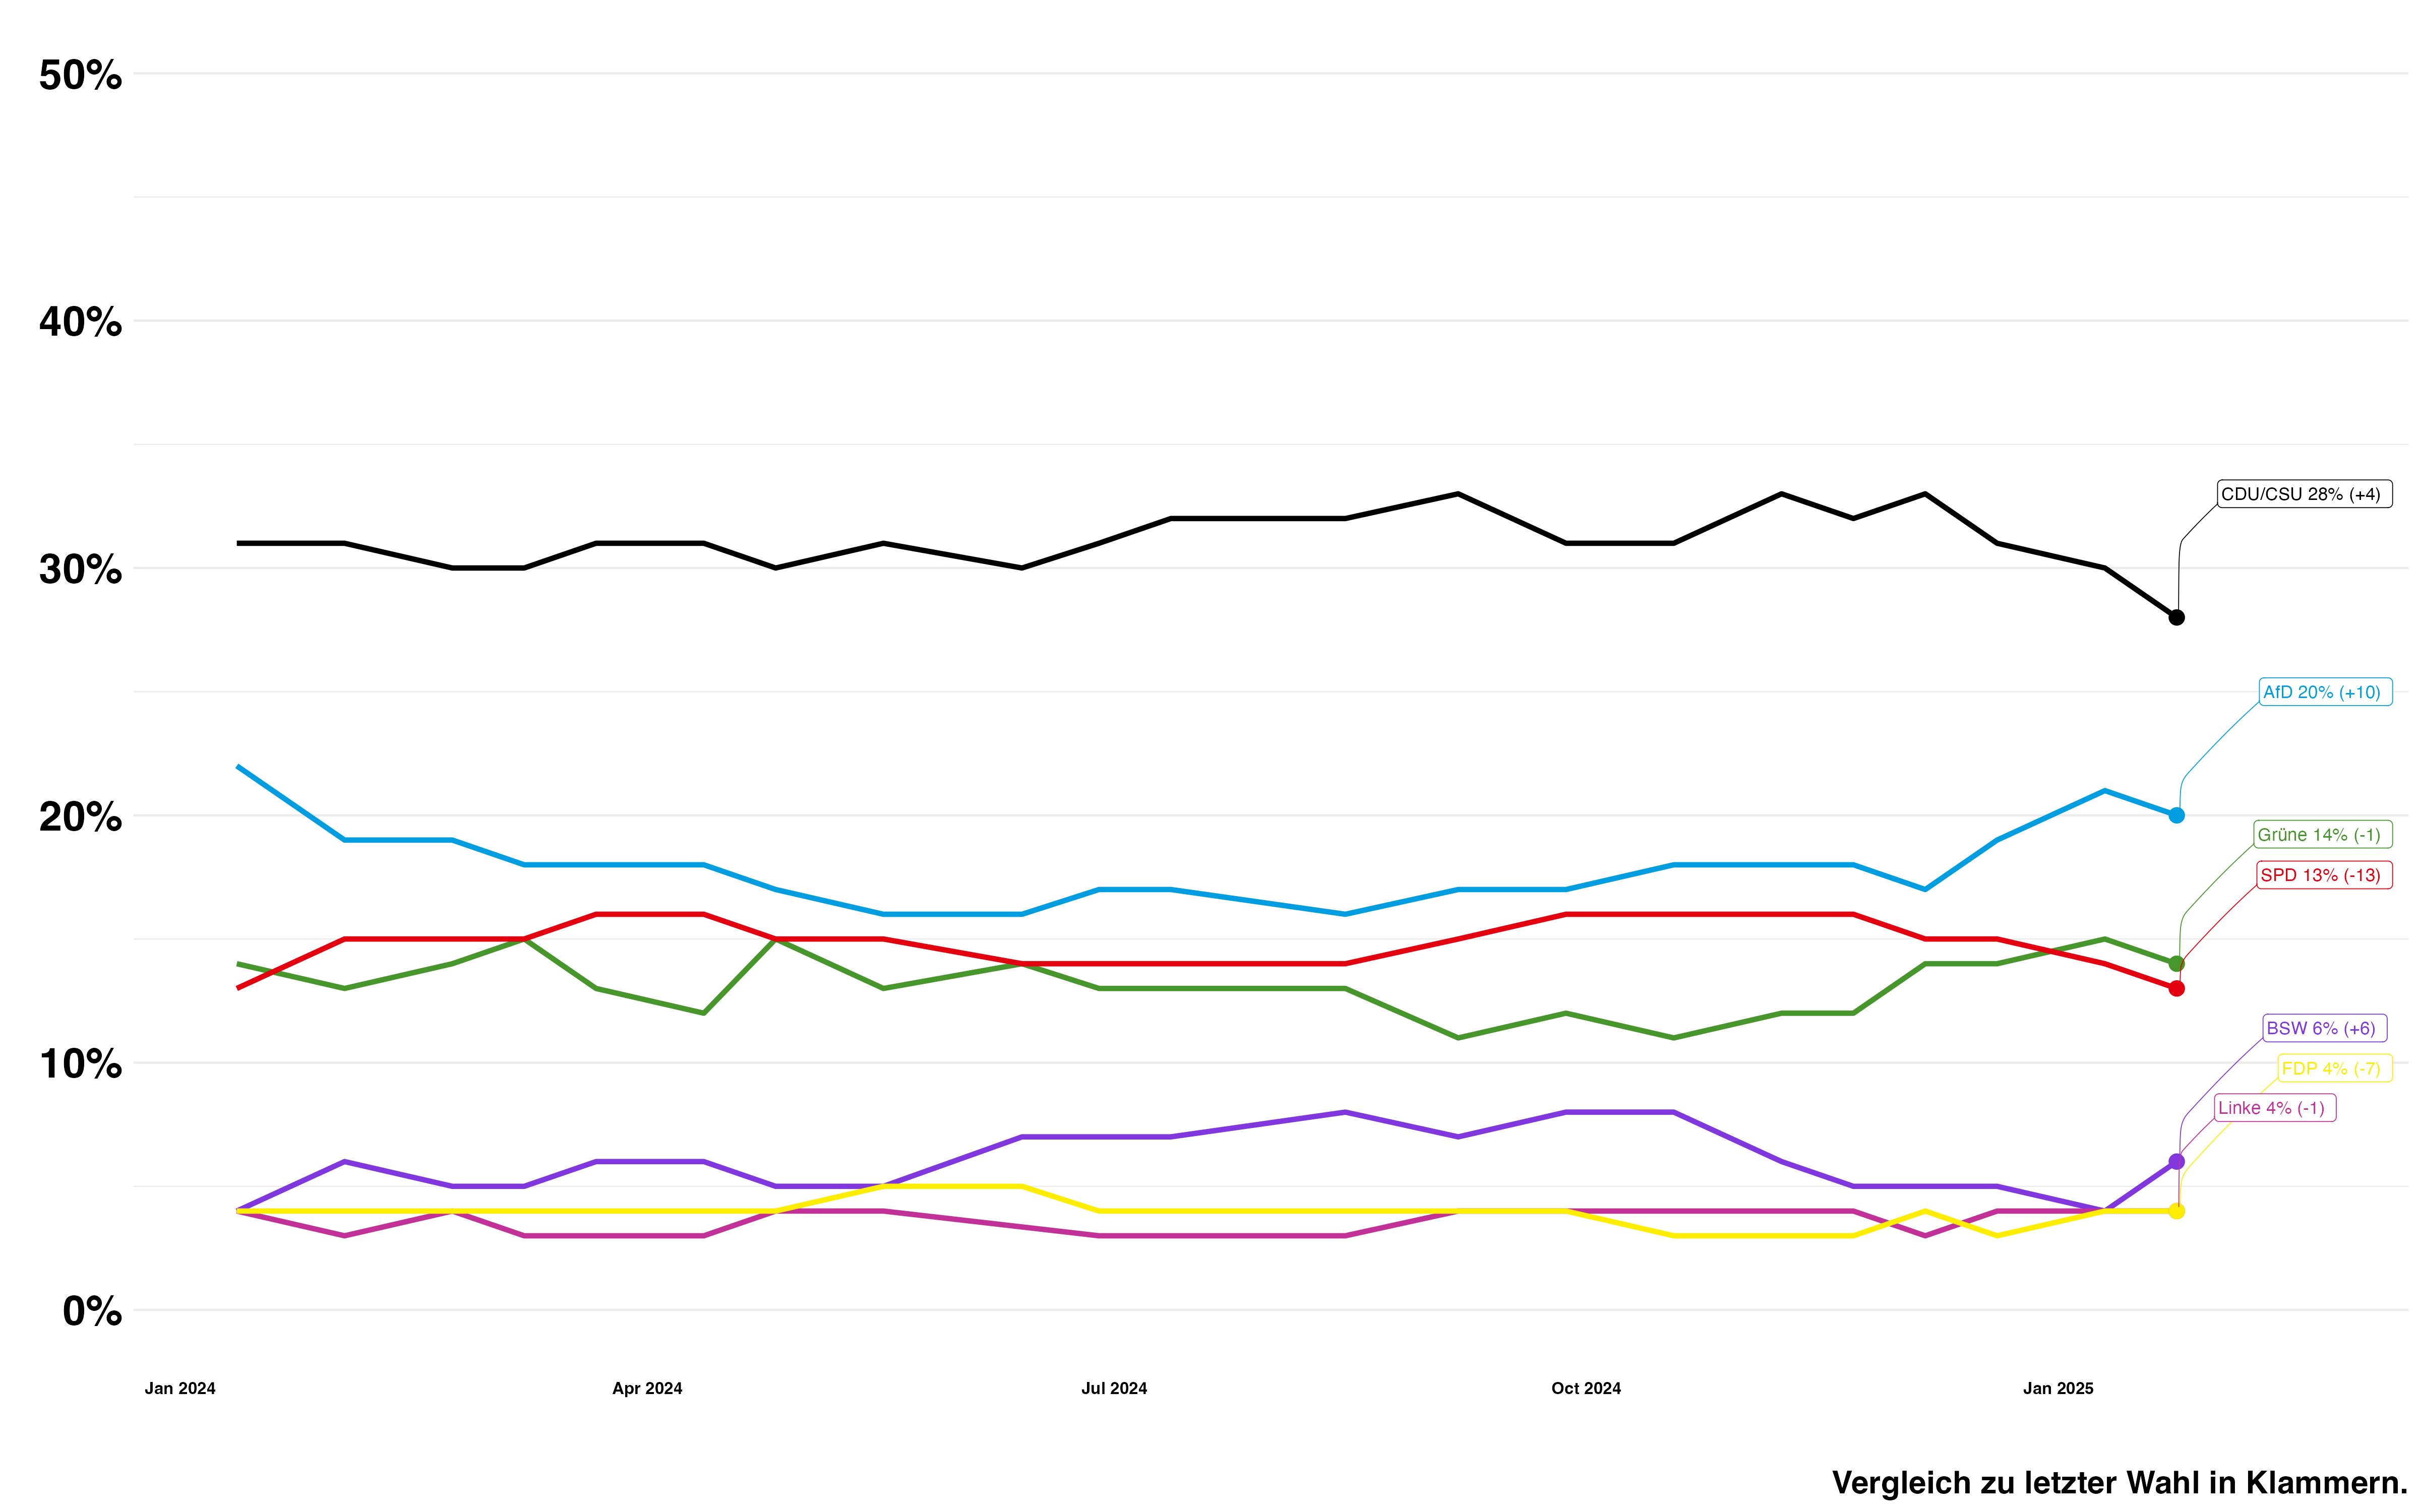 50%
40%
30%
20%
10%
0%
CDU/CSU 28% (+4)
AfD 20% (+10)
Grüne 14% (-1)
SPD 13% (-13)
BSW 6% (+6)
FDP 4% (-7)
Linke 4% (-1)
Jan 2024
Apr 2024
Jul 2024
Oct 2024
Jan 2025
Vergleich zu letzter Wahl in Klammern.